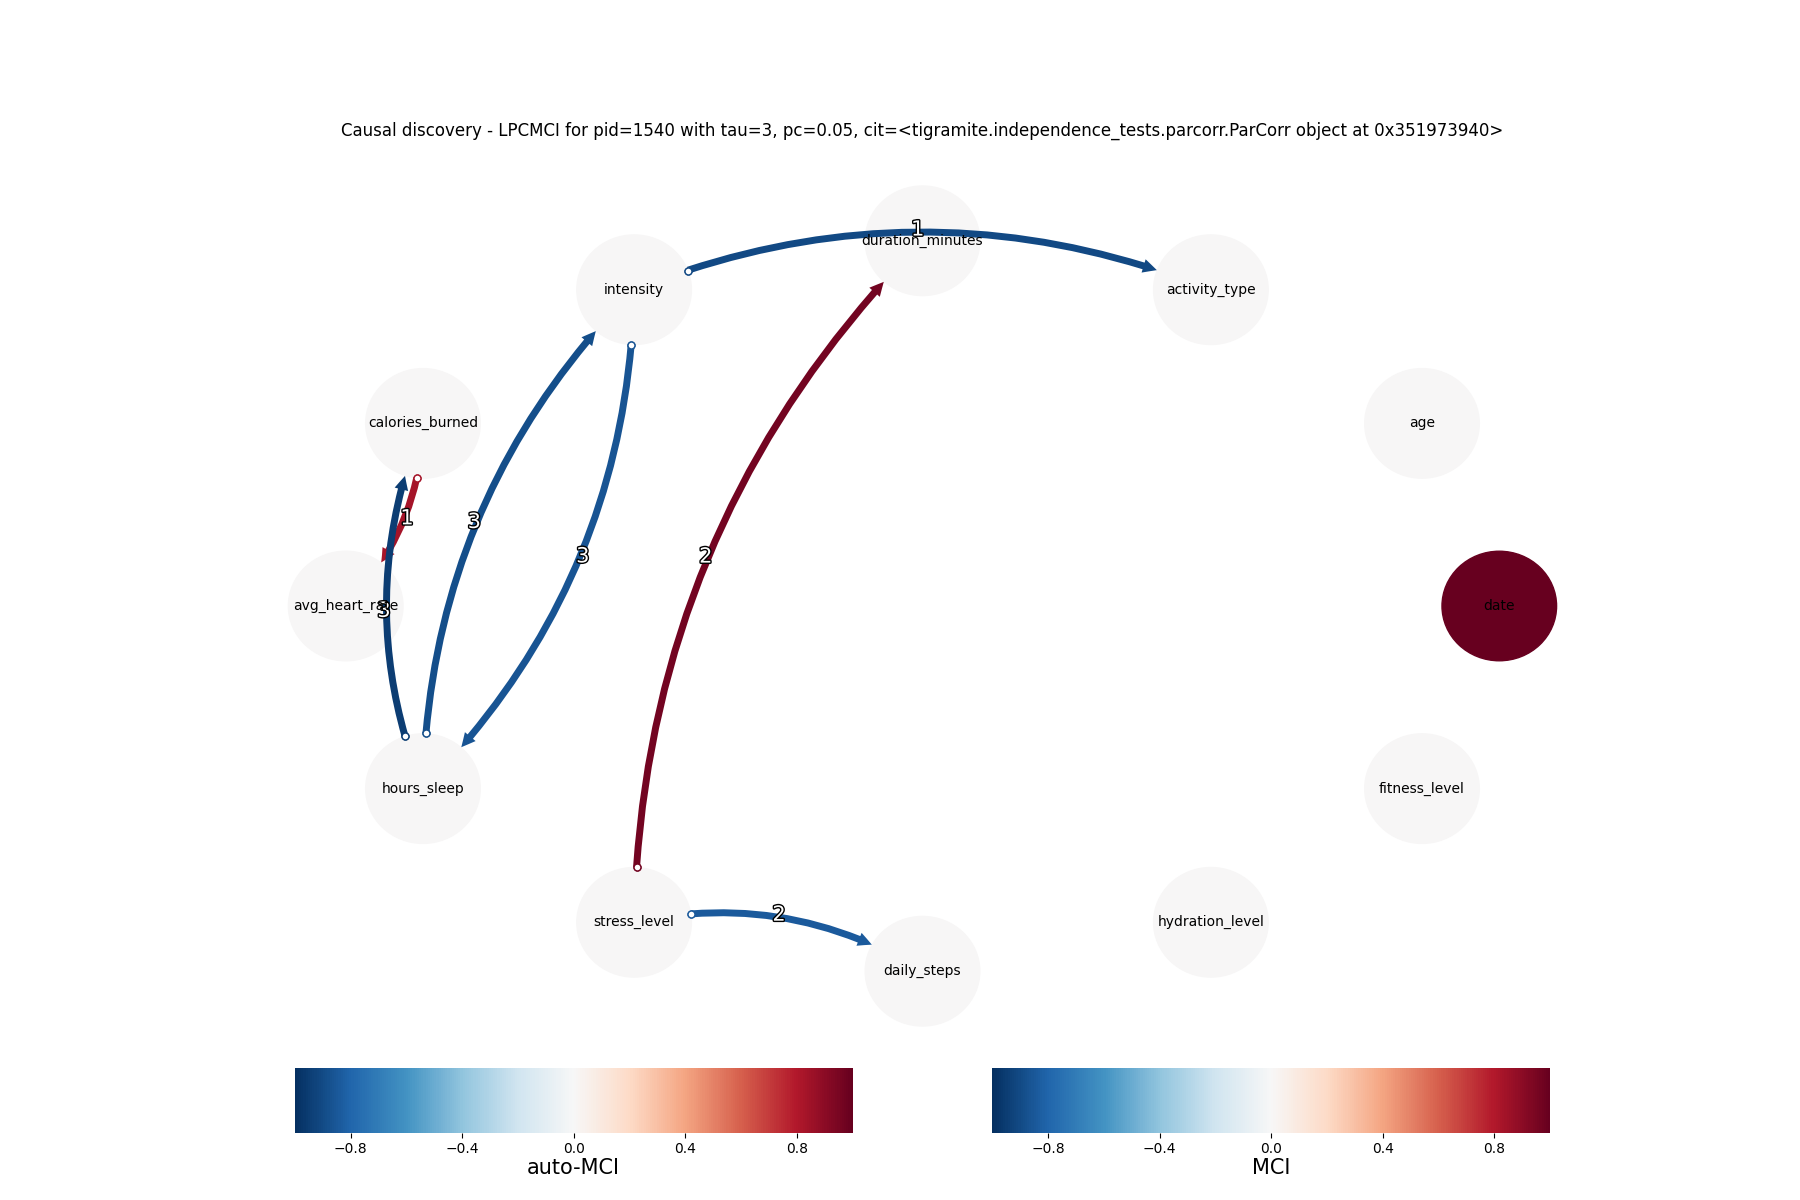 Causal discovery - LPCMCI for pid=1540 with tau=3, pc=0.05, cit=<tigramite.independence_tests.parcorr.ParCorr object at 0x351973940>
1
duration_minutes
intensity
activity_type
calories_burned
age
1
3
3
2
avg_heart_rate
3
date
hours_sleep
fitness_level
stress_level
2
hydration_level
daily_steps
−0.8 −0.4 0.0 0.4 0.8
auto-MCI
−0.8 −0.4 0.0 0.4 0.8
MCI